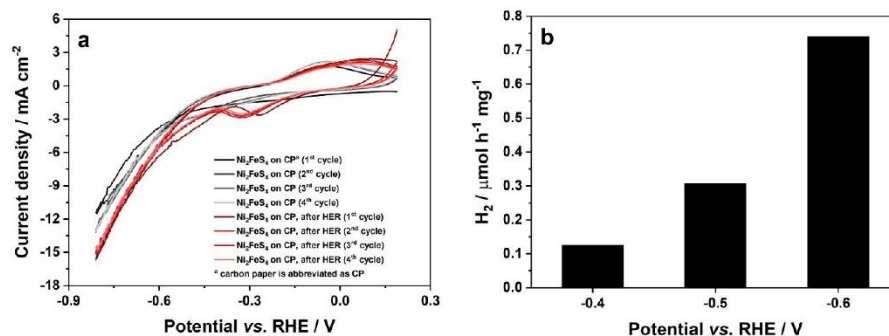 a
6
3
0
-3
-6
-9
-12
-15
-18
Current density / mA cm⁻²
Ni₂FeS₄ on CPᵃ (1ˢᵗ cycle)
Ni₂FeS₄ on CP (2ⁿᵈ cycle)
Ni₂FeS₄ on CP (3ʳᵈ cycle)
Ni₂FeS₄ on CP (4ᵗʰ cycle)
Ni₂FeS₄ on CP, after HER (1ˢᵗ cycle)
Ni₂FeS₄ on CP, after HER (2ⁿᵈ cycle)
Ni₂FeS₄ on CP, after HER (3ʳᵈ cycle)
Ni₂FeS₄ on CP, after HER (4ᵗʰ cycle)
ᵃ carbon paper is abbreviated as CP
-0.9 -0.6 -0.3 0.0 0.3
Potential vs. RHE / V
b
0.8
0.7
0.6
0.5
0.4
0.3
0.2
0.1
0.0
H₂ / μmol h⁻¹ mg⁻¹
-0.4 -0.5 -0.6
Potential vs. RHE / V